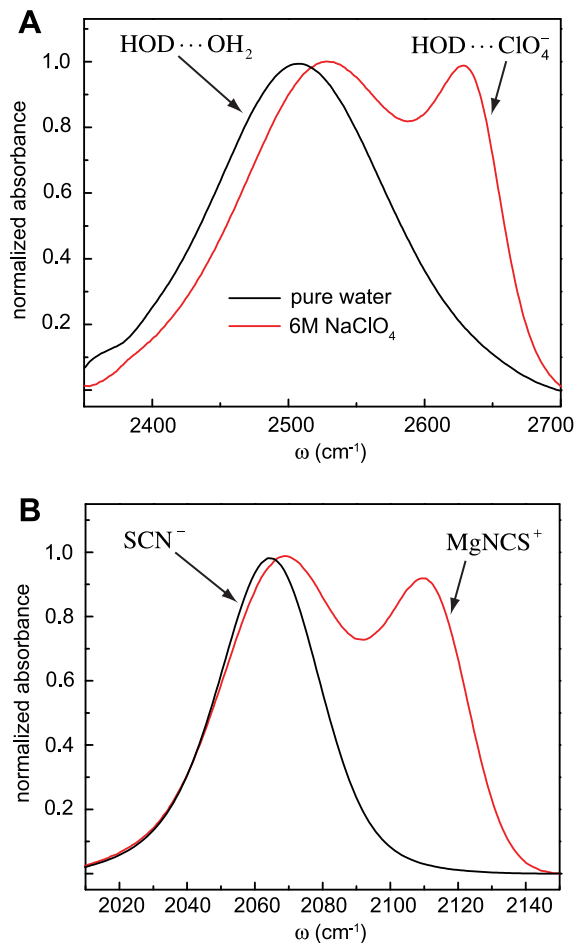 A
HOD ··· OH₂
HOD ··· ClO₄⁻
1.0
0.8
0.6
0.4
0.2
normalized absorbance
pure water
6M NaClO₄
2400
2500
2600
2700
ω (cm⁻¹)
B
SCN⁻
MgNCS⁺
1.0
0.8
0.6
0.4
0.2
normalized absorbance
2020
2040
2060
2080
2100
2120
2140
ω (cm⁻¹)